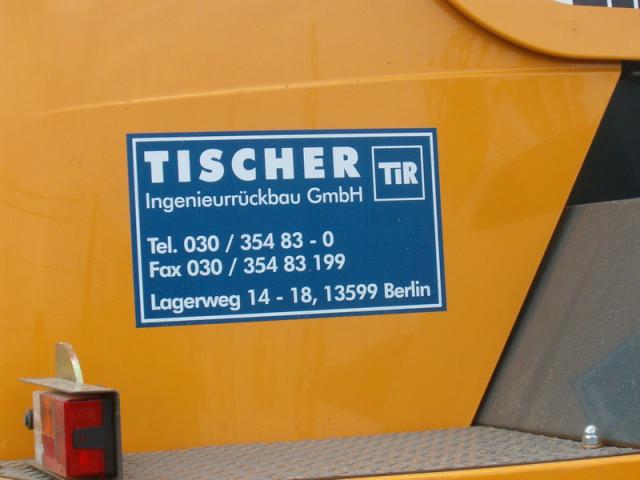 TISCHER
TiR
Ingenieurrückbau GmbH
Tel. 030 / 354 83 - 0
Fax 030 / 354 83 199
Lagerweg 14 - 18, 13599 Berlin